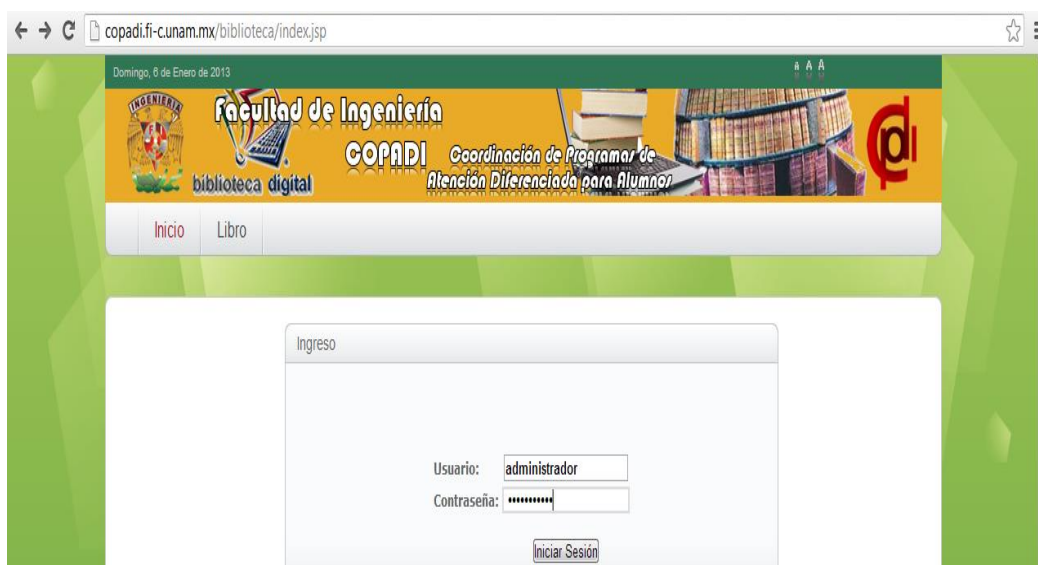 copadi.fi-c.unam.mx/biblioteca/index.jsp
Domingo, 6 de Enero de 2013
A A A
INGENIERIA
Facultad de Ingeniería
COPADI Coordinación de Programas de
biblioteca digital Atención Diferenciada para Alumnos
Inicio Libro
Ingreso
Usuario: administrador
Contraseña: •••••••••••
Iniciar Sesión